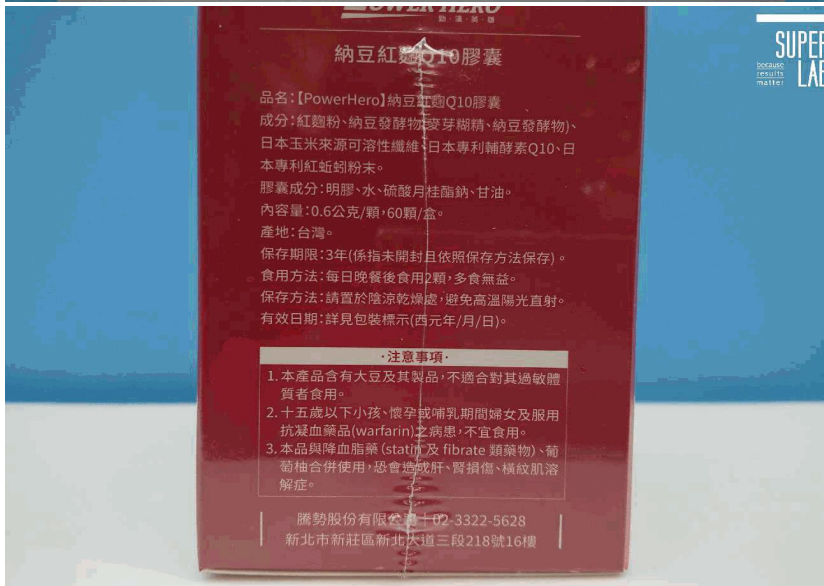 POWER HERO
勁·漢·英·雄
納豆紅麴Q10膠囊
SUPER LAB
because results matter
品名:【PowerHero】納豆紅麴Q10膠囊
成分:紅麴粉、納豆發酵物(麥芽糊精、納豆發酵物)、
日本玉米來源可溶性纖維、日本專利輔酵素Q10、日
本專利紅蚯蚓粉末。
膠囊成分:明膠、水、硫酸月桂酯鈉、甘油。
內容量:0.6公克/顆,60顆/盒。
產地:台灣。
保存期限:3年(係指未開封且依照保存方法保存)。
食用方法:每日晚餐後食用2顆,多食無益。
保存方法:請置於陰涼乾燥處,避免高溫陽光直射。
有效日期:詳見包裝標示(西元年/月/日)。
·注意事項·
1. 本產品含有大豆及其製品,不適合對其過敏體
質者食用。
2. 十五歲以下小孩、懷孕或哺乳期間婦女及服用
抗凝血藥品(warfarin)之病患,不宜食用。
3. 本品與降血脂藥(statin 及 fibrate 類藥物)、葡
萄柚合併使用,恐會造成肝、腎損傷、橫紋肌溶
解症。
騰勢股份有限公司|02-3322-5628
新北市新莊區新北大道三段218號16樓